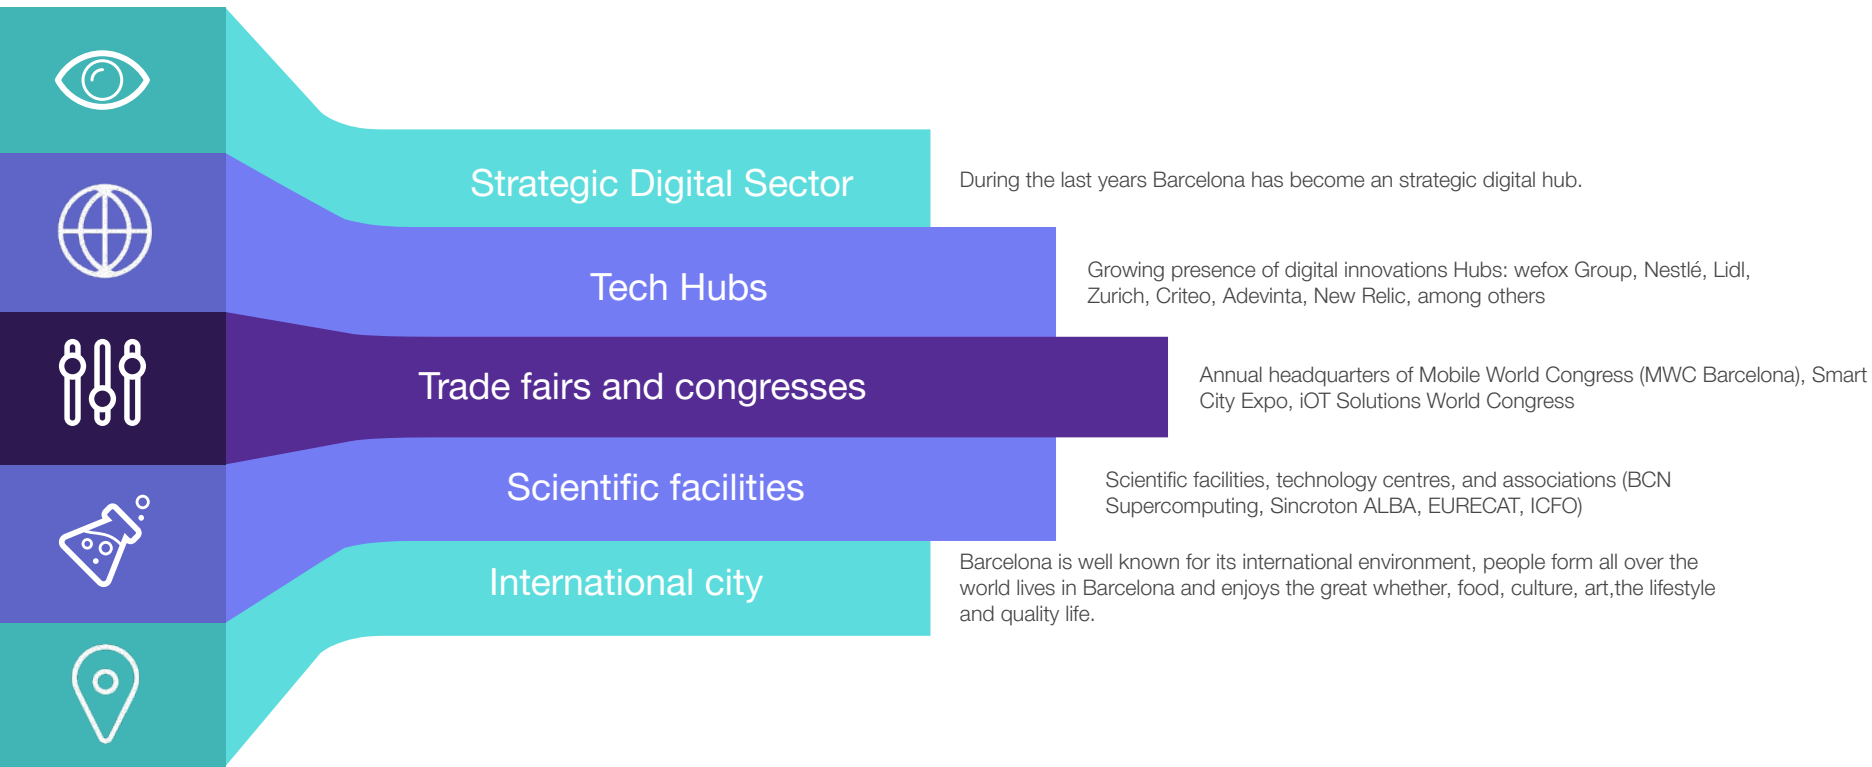 Strategic Digital Sector
During the last years Barcelona has become an strategic digital hub.
Tech Hubs
Growing presence of digital innovations Hubs: wefox Group, Nestlé, Lidl,
Zurich, Criteo, Adevinta, New Relic, among others
Trade fairs and congresses
Annual headquarters of Mobile World Congress (MWC Barcelona), Smart
City Expo, iOT Solutions World Congress
Scientific facilities
Scientific facilities, technology centres, and associations (BCN
Supercomputing, Sincroton ALBA, EURECAT, ICFO)
International city
Barcelona is well known for its international environment, people form all over the
world lives in Barcelona and enjoys the great whether, food, culture, art,the lifestyle
and quality life.